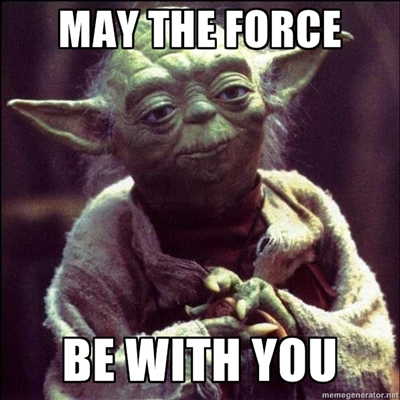 MAY THE FORCE
BE WITH YOU
memegenerator.net